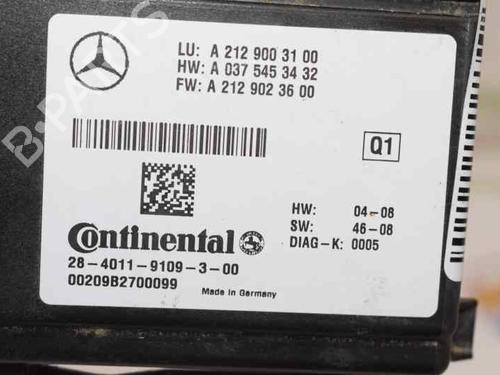 LU: A 212 900 31 00
HW: A 037 545 34 32
FW: A 212 902 36 00
Q1
HW: 04-08
SW: 46-08
DIAG-K: 0005
Continental
28-4011-9109-3-00
00209B2700099
Made in Germany
B-PARTS